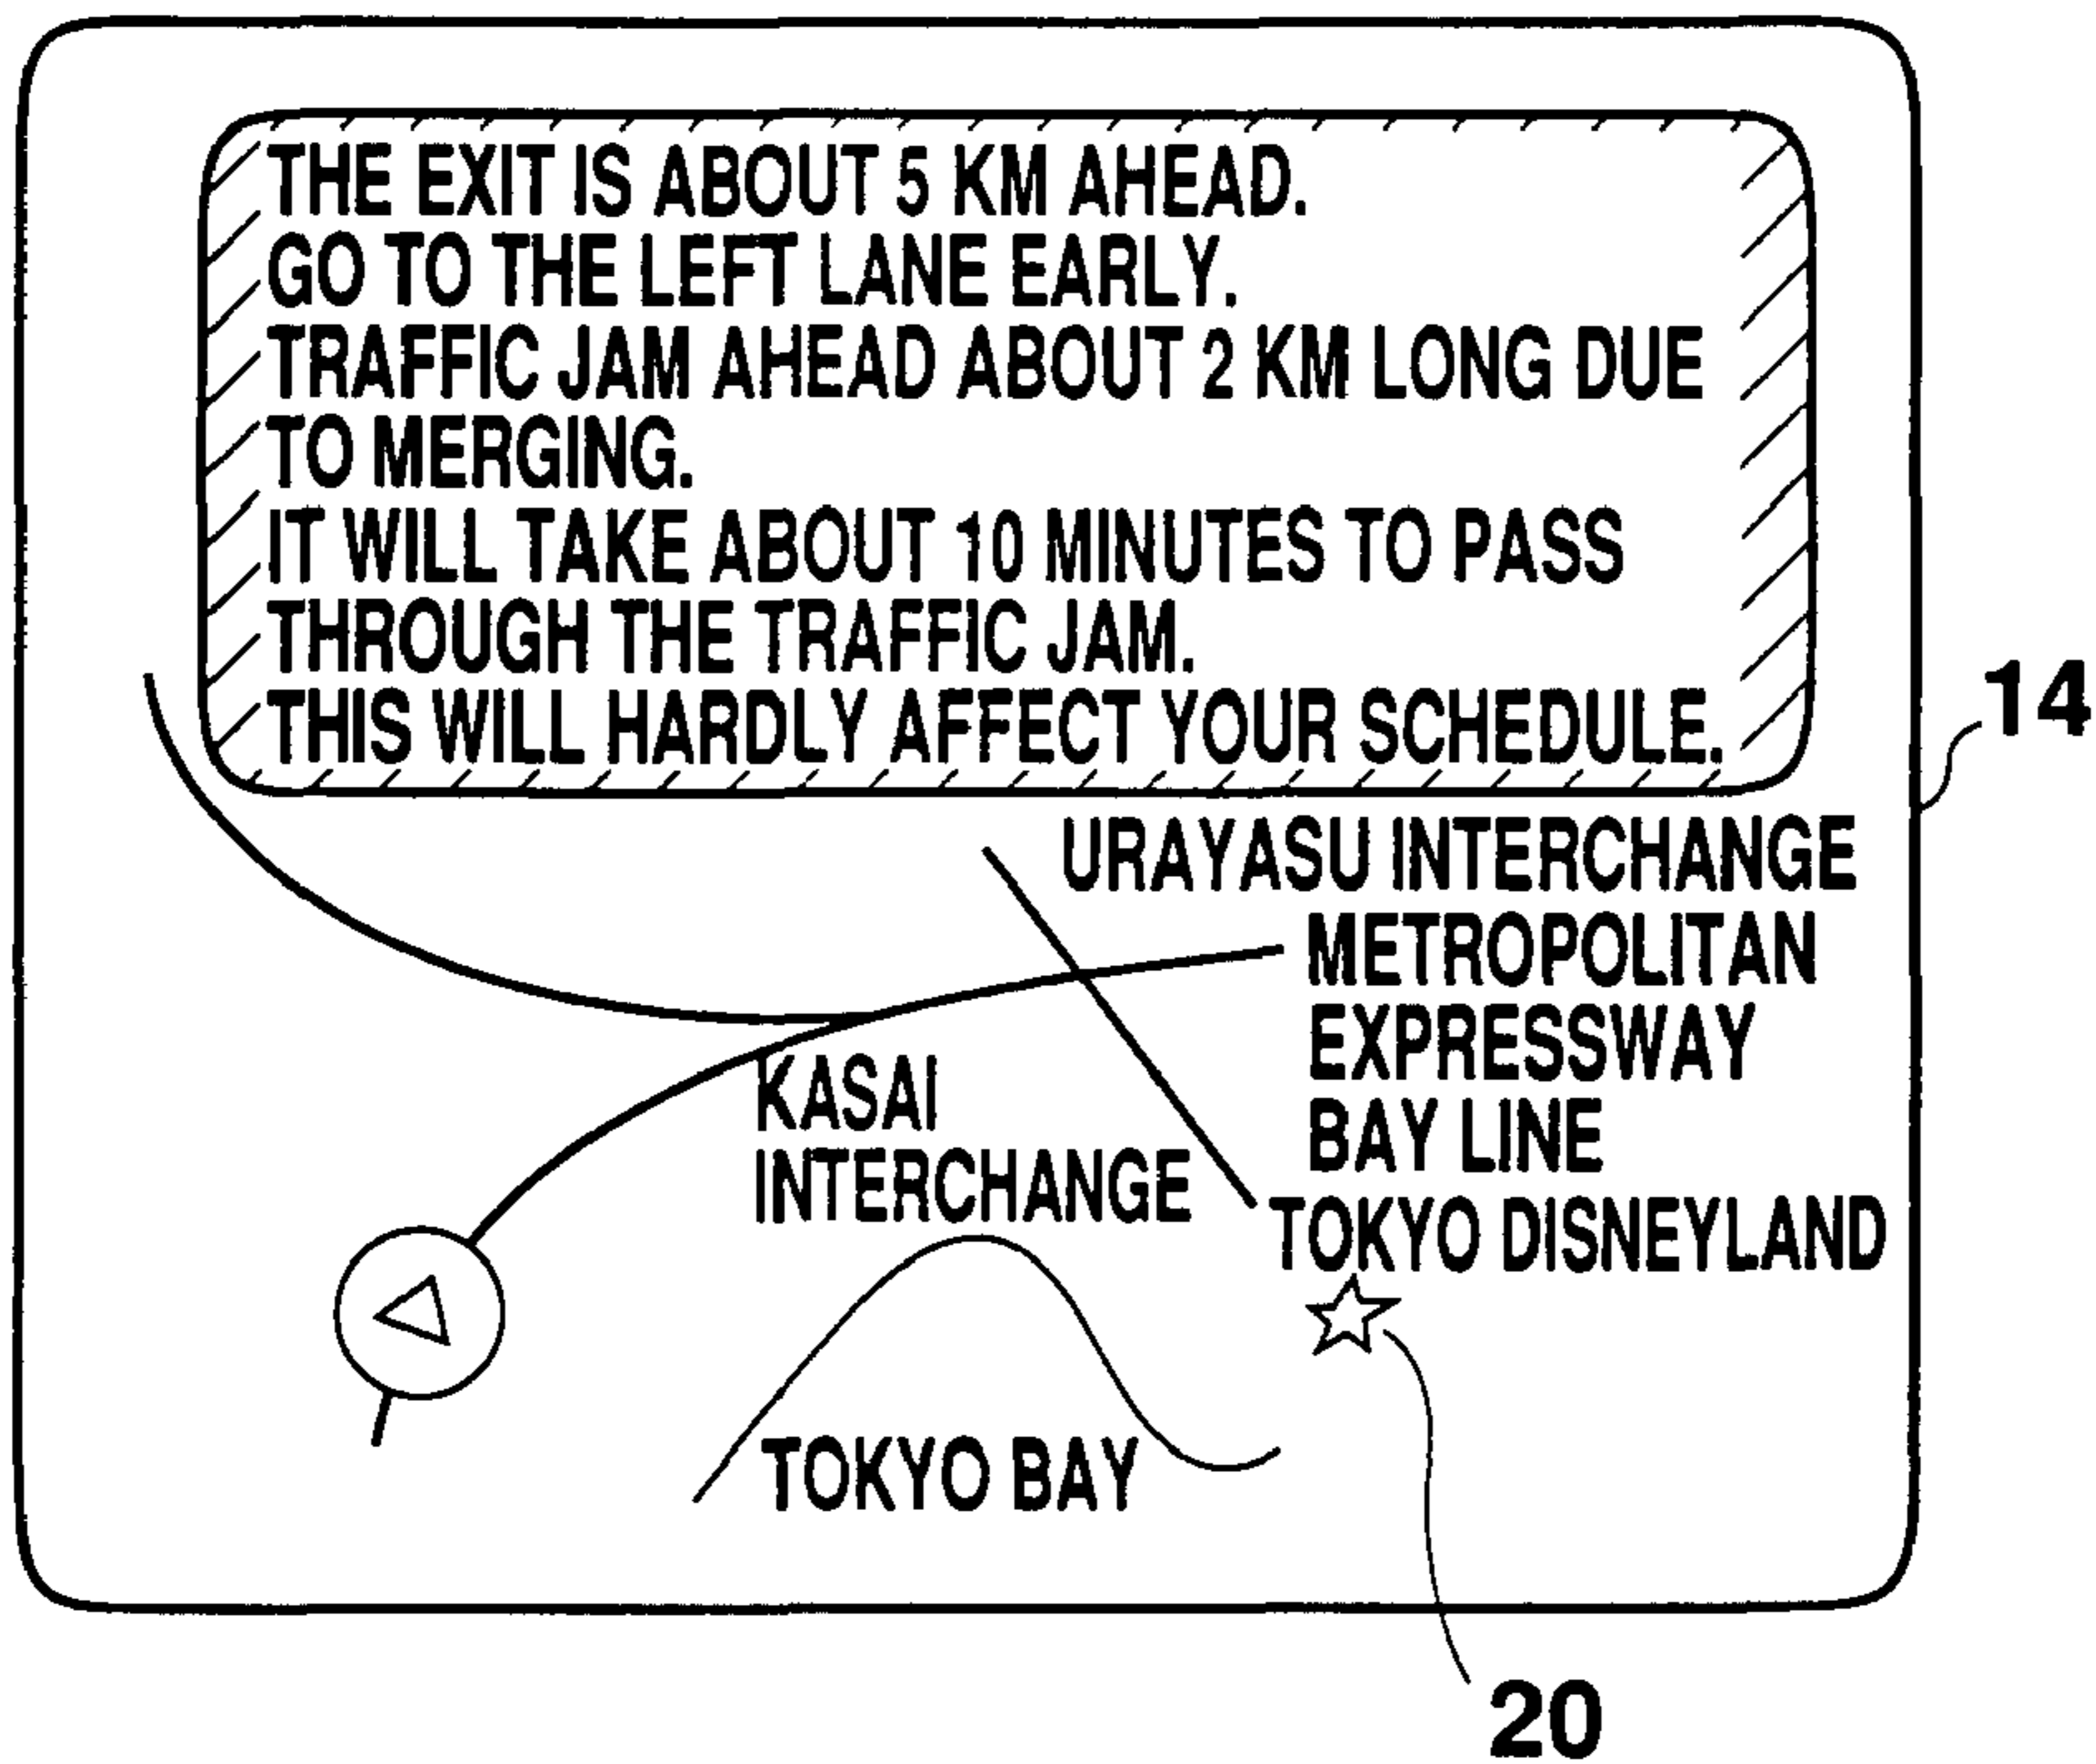 THE EXIT IS ABOUT 5 KM AHEAD.
GO TO THE LEFT LANE EARLY.
TRAFFIC JAM AHEAD ABOUT 2 KM LONG DUE
TO MERGING.
IT WILL TAKE ABOUT 10 MINUTES TO PASS
THROUGH THE TRAFFIC JAM.
THIS WILL HARDLY AFFECT YOUR SCHEDULE.
14
URAYASU INTERCHANGE
METROPOLITAN
EXPRESSWAY
BAY LINE
KASAI
INTERCHANGE
TOKYO DISNEYLAND
TOKYO BAY
20